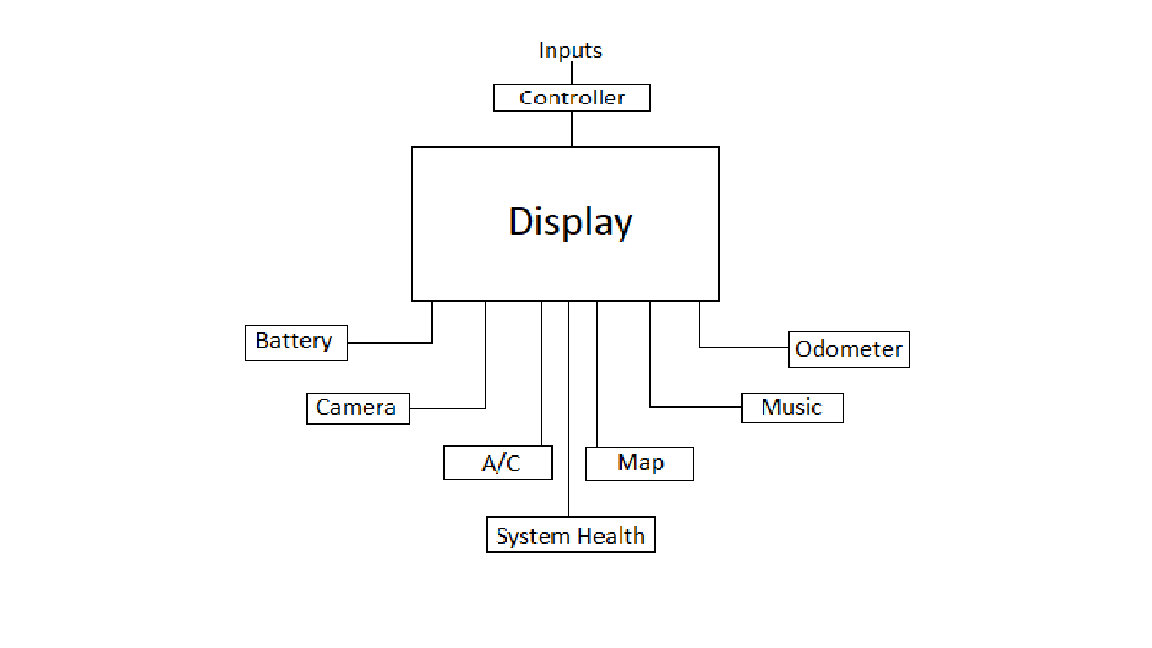 Inputs
Controller
Display
Battery
Odometer
Camera
Music
A/C
Map
System Health